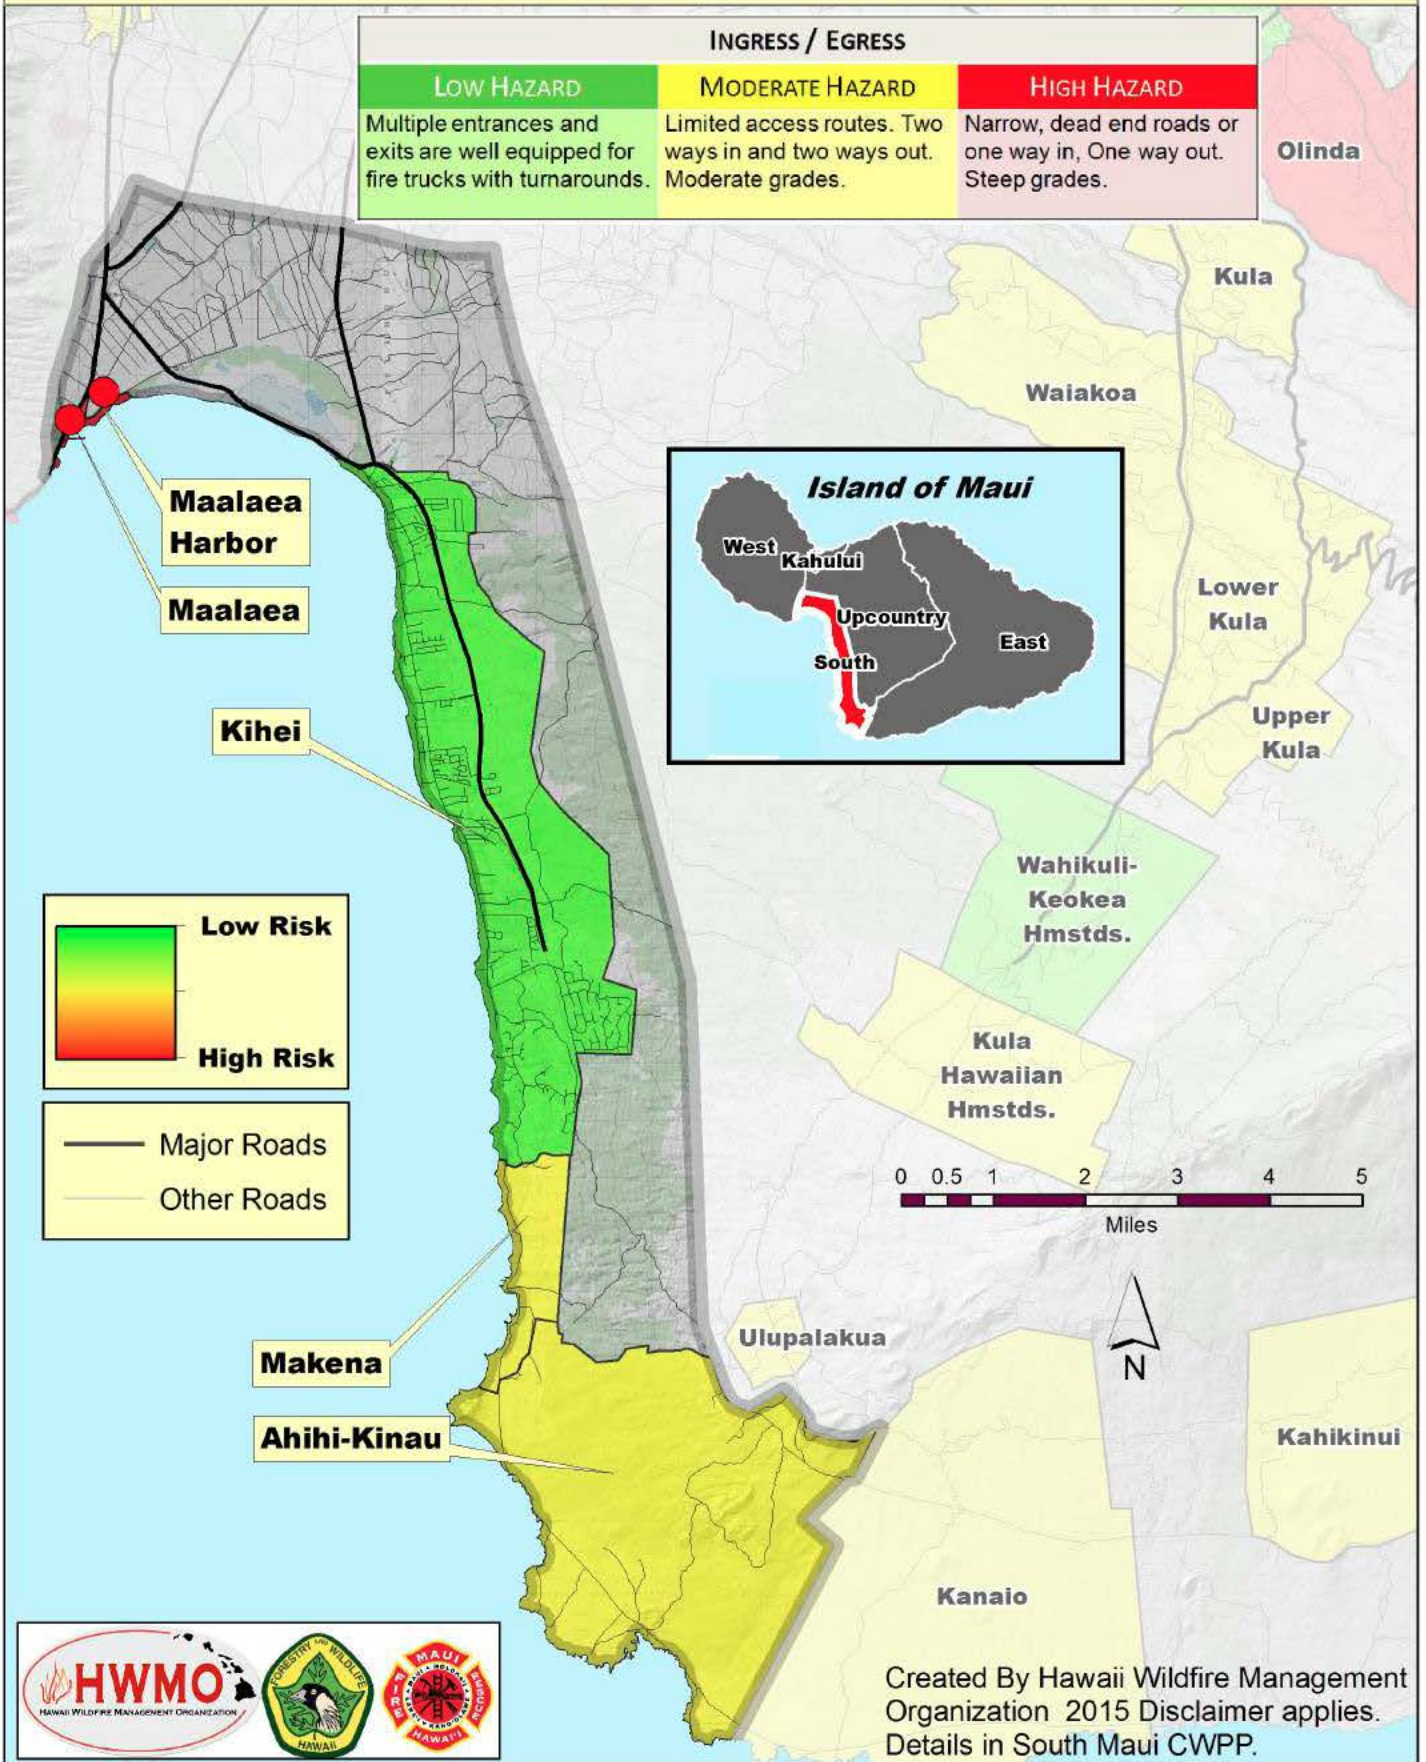 INGRESS / EGRESS
LOW HAZARD
Multiple entrances and
exits are well equipped for
fire trucks with turnarounds.
MODERATE HAZARD
Limited access routes. Two
ways in and two ways out.
Moderate grades.
HIGH HAZARD
Narrow, dead end roads or
one way in, One way out.
Steep grades.
Olinda
Kula
Waiakoa
Maalaea
Harbor
Maalaea
Island of Maui
West
Kahului
Upcountry
East
South
Lower
Kula
Upper
Kula
Kihei
Wahikuli-
Keokea
Hmstds.
Low Risk
High Risk
Kula
Hawaiian
Hmstds.
Major Roads
Other Roads
0 0.5 1 2 3 4 5
Miles
N
Ulupalakua
Makena
Ahihi-Kinau
Kahikinui
Kanaio
HWMO
HAWAII WILDFIRE MANAGEMENT ORGANIZATION
FORESTRY AND WILDLIFE
HAWAII
MAUI
FIRE
RESCUE
HAWAI'I
Created By Hawaii Wildfire Management
Organization 2015 Disclaimer applies.
Details in South Maui CWPP.